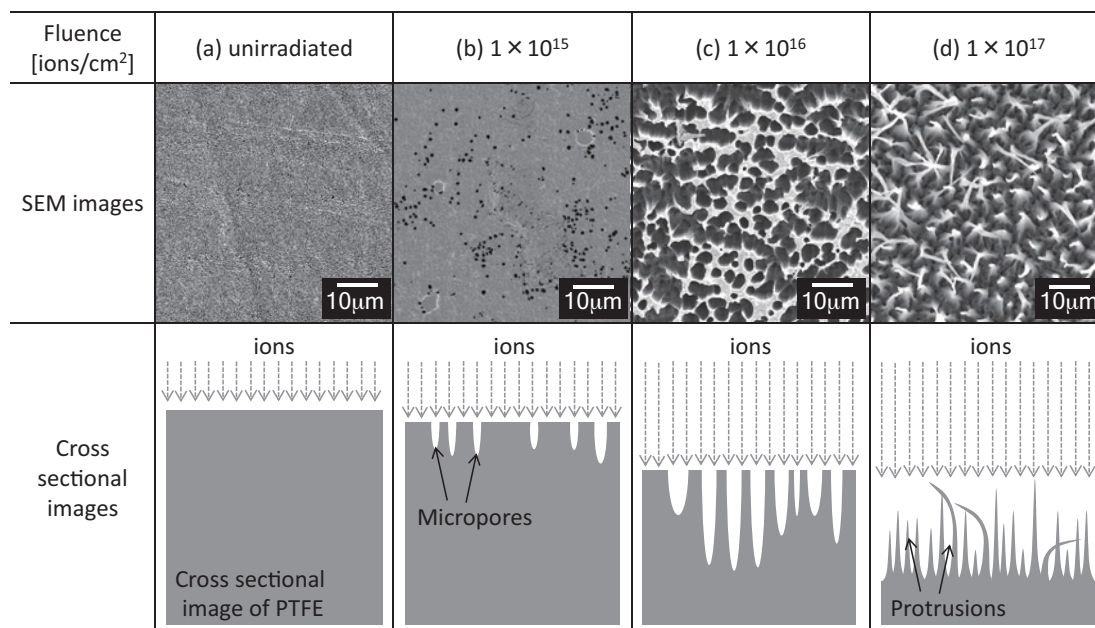 Fluence
[ions/cm²]
(a) unirradiated
(b) 1 × 10¹⁵
(c) 1 × 10¹⁶
(d) 1 × 10¹⁷
SEM images
10μm
10μm
10μm
10μm
Cross
sectional
images
ions
Cross sectional
image of PTFE
ions
Micropores
ions
ions
Protrusions